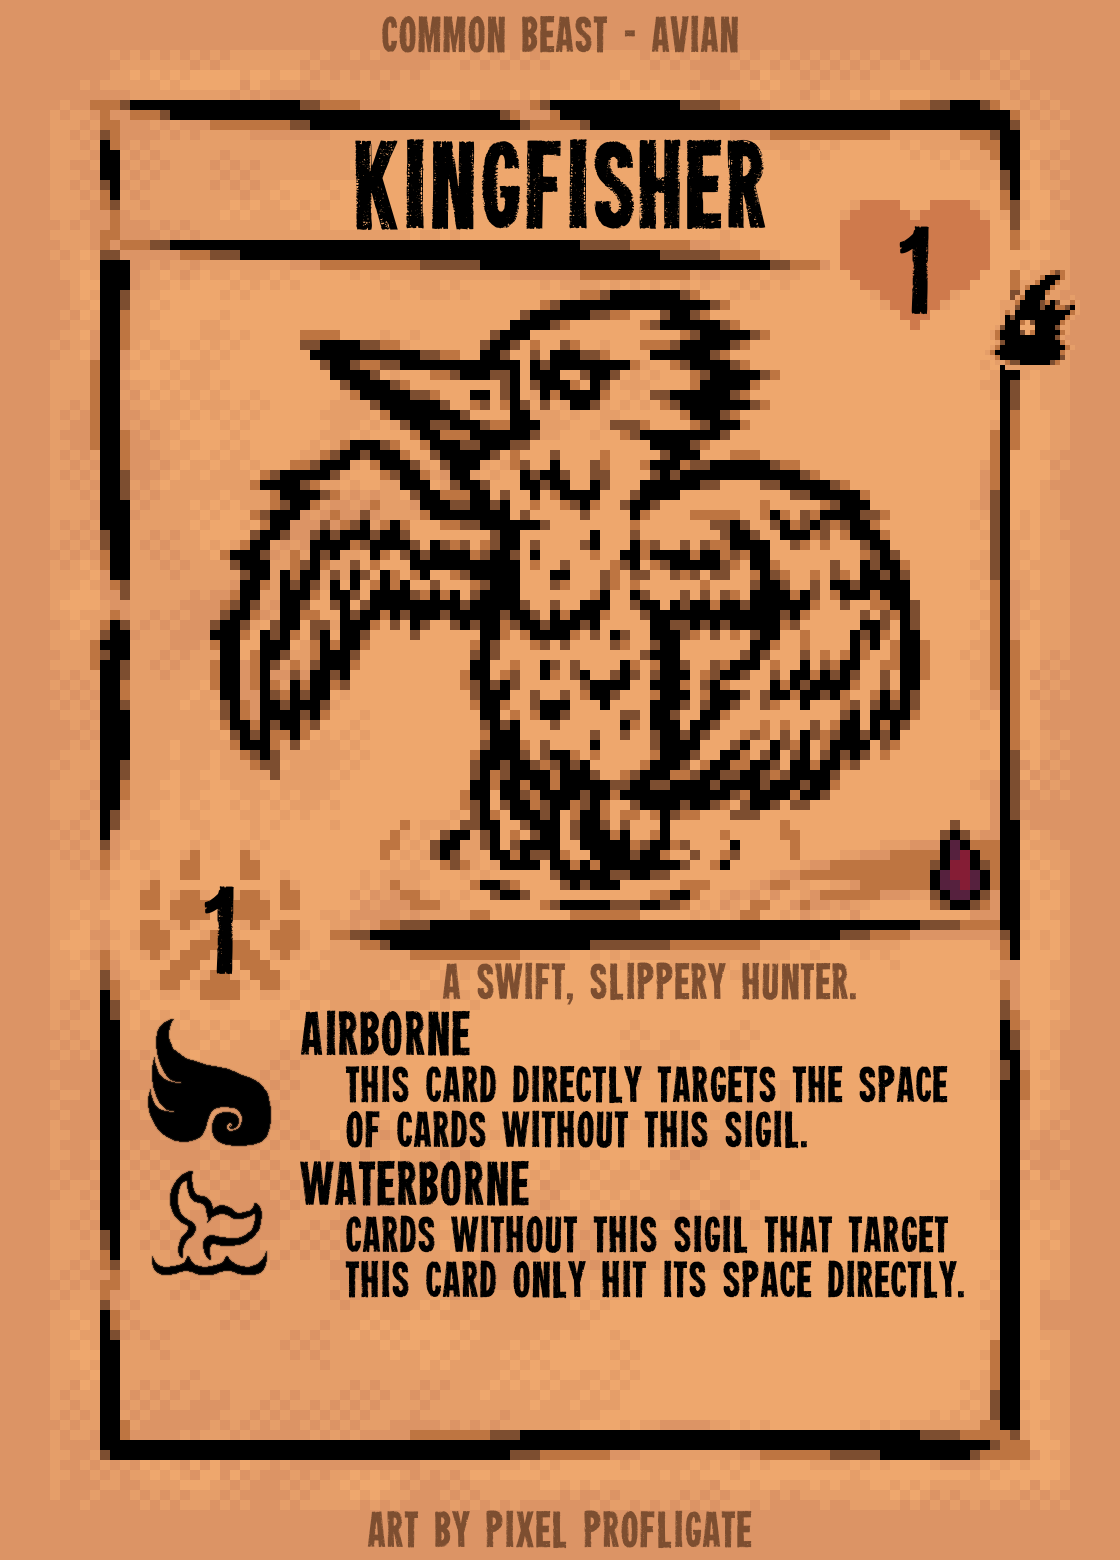 COMMON BEAST - AVIAN
KINGFISHER
1
1
A SWIFT, SLIPPERY HUNTER.
AIRBORNE
THIS CARD DIRECTLY TARGETS THE SPACE
OF CARDS WITHOUT THIS SIGIL.
WATERBORNE
CARDS WITHOUT THIS SIGIL THAT TARGET
THIS CARD ONLY HIT ITS SPACE DIRECTLY.
ART BY PIXEL PROFLIGATE